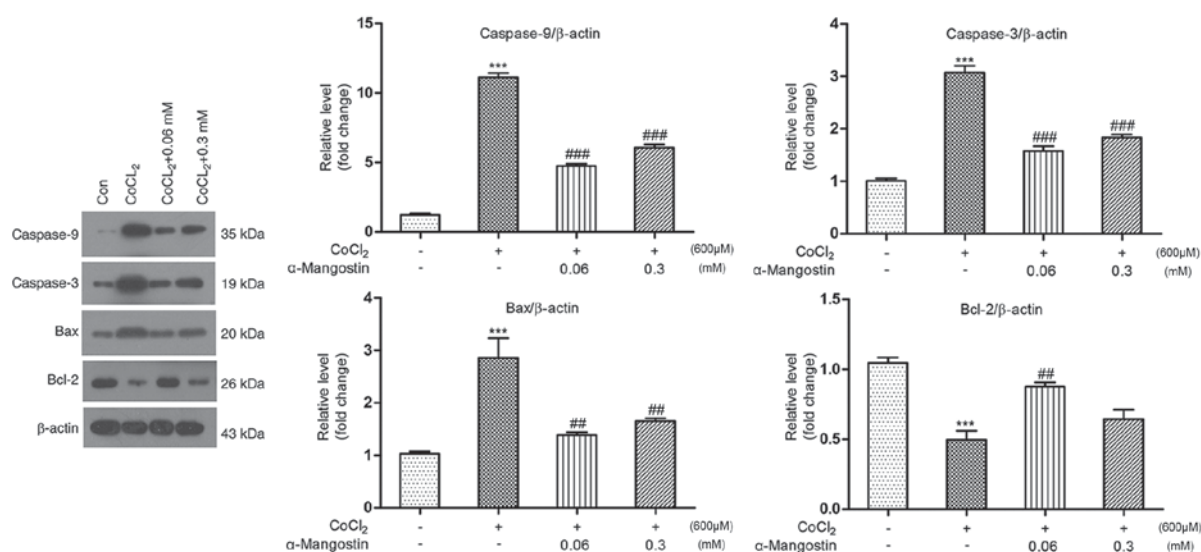 Con
CoCL₂
CoCL₂+0.06 mM
CoCL₂+0.3 mM
Caspase-9 35 kDa
Caspase-3 19 kDa
Bax 20 kDa
Bcl-2 26 kDa
β-actin 43 kDa
Caspase-9/β-actin
Relative level
(fold change)
15
10
5
0
***
###
###
CoCl₂ - + + + (600μM)
α-Mangostin - - 0.06 0.3 (mM)
Caspase-3/β-actin
Relative level
(fold change)
4
3
2
1
0
***
###
###
CoCl₂ - + + + (600μM)
α-Mangostin - - 0.06 0.3 (mM)
Bax/β-actin
Relative level
(fold change)
4
3
2
1
0
***
##
##
CoCl₂ - + + + (600μM)
α-Mangostin - - 0.06 0.3 (mM)
Bcl-2/β-actin
Relative level
(fold change)
1.5
1.0
0.5
0.0
***
##
CoCl₂ - + + + (600μM)
α-Mangostin - - 0.06 0.3 (mM)